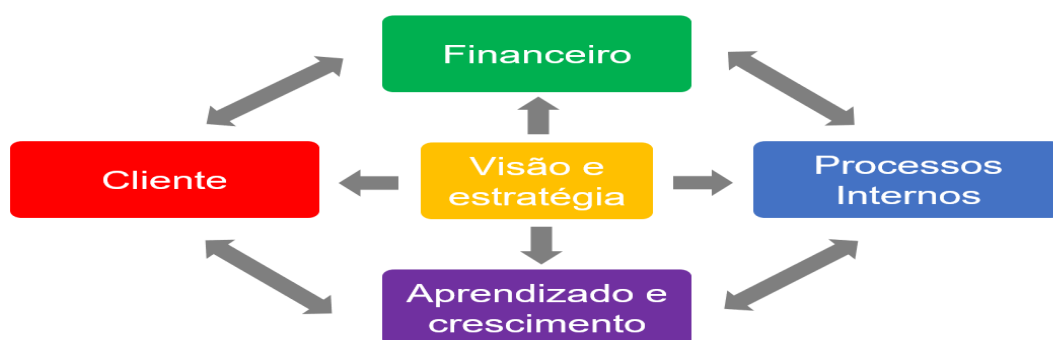 Financeiro
Cliente
Visão e
estratégia
Processos
Internos
Aprendizado e
crescimento